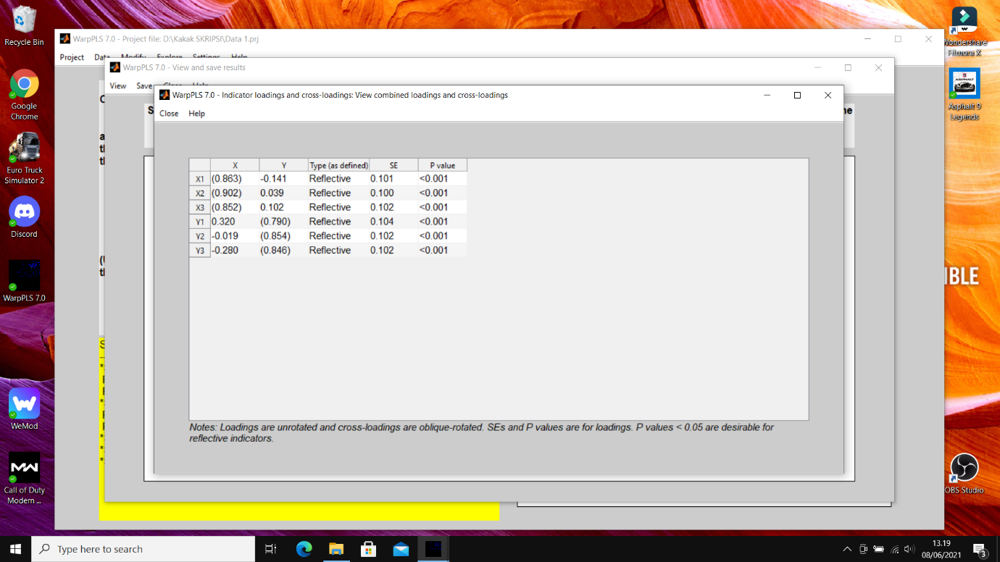 Recycle Bin
Google
Chrome
Euro Truck
Simulator 2
Discord
WarpPLS 7.0
WeMod
Call of Duty
Modern ...
WarpPLS 7.0 - Project file: D:\Kakak SKRIPSI\Data 1.prj
Project Data Modify Explore Settings Help
WarpPLS 7.0 - View and save results
View Save Close Help
WarpPLS 7.0 - Indicator loadings and cross-loadings: View combined loadings and cross-loadings
Close Help
X Y Type (as defined) SE P value
X1 (0.863) -0.141 Reflective 0.101 <0.001
X2 (0.902) 0.039 Reflective 0.100 <0.001
X3 (0.852) 0.102 Reflective 0.102 <0.001
Y1 0.320 (0.790) Reflective 0.104 <0.001
Y2 -0.019 (0.854) Reflective 0.102 <0.001
Y3 -0.280 (0.846) Reflective 0.102 <0.001
Notes: Loadings are unrotated and cross-loadings are oblique-rotated. SEs and P values are for loadings. P values < 0.05 are desirable for
reflective indicators.
Wondershare
Filmora X
ASPHALT
Asphalt 9
Legends
IBLE
OBS Studio
Type here to search
13.19
08/06/2021
3